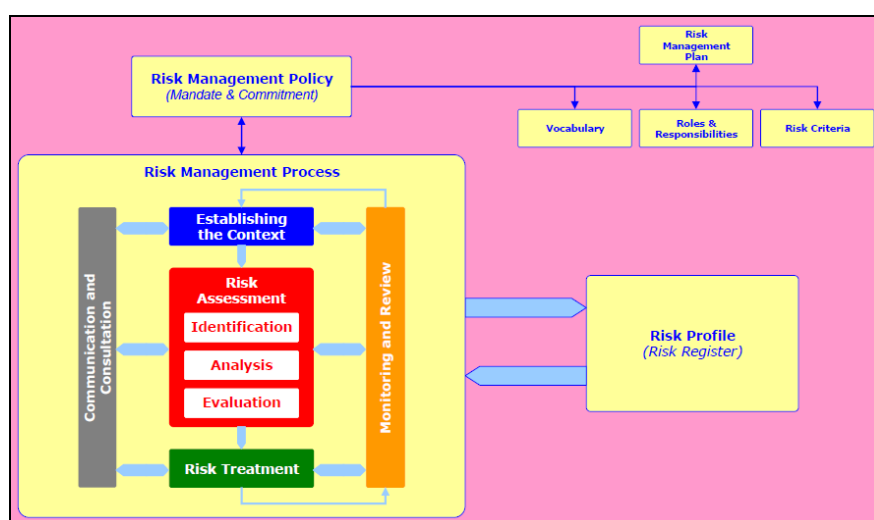 Risk
Management
Plan
Risk Management Policy
(Mandate & Commitment)
Vocabulary
Roles &
Responsibilities
Risk Criteria
Risk Management Process
Communication and
Consultation
Establishing
the Context
Risk
Assessment
Identification
Analysis
Evaluation
Risk Treatment
Monitoring and Review
Risk Profile
(Risk Register)